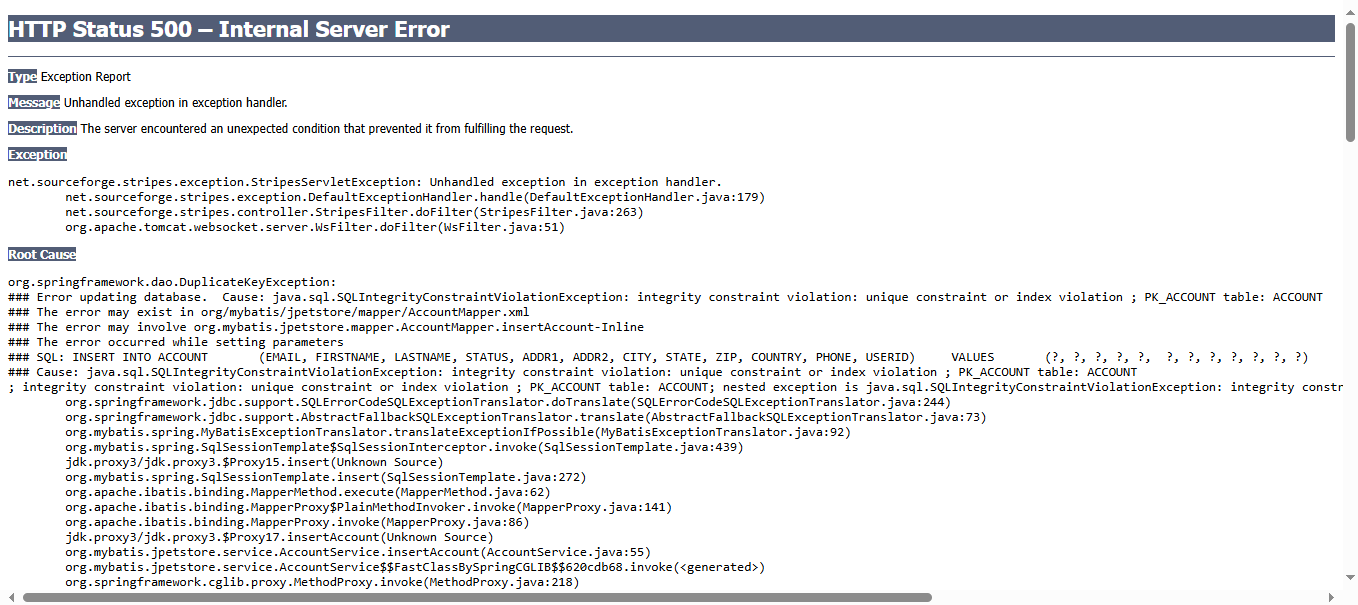 HTTP Status 500 – Internal Server Error
Type Exception Report
Message Unhandled exception in exception handler.
Description The server encountered an unexpected condition that prevented it from fulfilling the request.
Exception
net.sourceforge.stripes.exception.StripesServletException: Unhandled exception in exception handler.
net.sourceforge.stripes.exception.DefaultExceptionHandler.handle(DefaultExceptionHandler.java:179)
net.sourceforge.stripes.controller.StripesFilter.doFilter(StripesFilter.java:263)
org.apache.tomcat.websocket.server.WsFilter.doFilter(WsFilter.java:51)
Root Cause
org.springframework.dao.DuplicateKeyException:
### Error updating database.  Cause: java.sql.SQLIntegrityConstraintViolationException: integrity constraint violation: unique constraint or index violation ; PK_ACCOUNT table: ACCOUNT
### The error may exist in org/mybatis/jpetstore/mapper/AccountMapper.xml
### The error may involve org.mybatis.jpetstore.mapper.AccountMapper.insertAccount-Inline
### The error occurred while setting parameters
### SQL: INSERT INTO ACCOUNT       (EMAIL, FIRSTNAME, LASTNAME, STATUS, ADDR1, ADDR2, CITY, STATE, ZIP, COUNTRY, PHONE, USERID)     VALUES       (?, ?, ?, ?, ?,  ?, ?, ?, ?, ?, ?, ?)
### Cause: java.sql.SQLIntegrityConstraintViolationException: integrity constraint violation: unique constraint or index violation ; PK_ACCOUNT table: ACCOUNT
; integrity constraint violation: unique constraint or index violation ; PK_ACCOUNT table: ACCOUNT; nested exception is java.sql.SQLIntegrityConstraintViolationException: integrity constr
org.springframework.jdbc.support.SQLErrorCodeSQLExceptionTranslator.doTranslate(SQLErrorCodeSQLExceptionTranslator.java:244)
org.springframework.jdbc.support.AbstractFallbackSQLExceptionTranslator.translate(AbstractFallbackSQLExceptionTranslator.java:73)
org.mybatis.spring.MyBatisExceptionTranslator.translateExceptionIfPossible(MyBatisExceptionTranslator.java:92)
org.mybatis.spring.SqlSessionTemplate$SqlSessionInterceptor.invoke(SqlSessionTemplate.java:439)
jdk.proxy3/jdk.proxy3.$Proxy15.insert(Unknown Source)
org.mybatis.spring.SqlSessionTemplate.insert(SqlSessionTemplate.java:272)
org.apache.ibatis.binding.MapperMethod.execute(MapperMethod.java:62)
org.apache.ibatis.binding.MapperProxy$PlainMethodInvoker.invoke(MapperProxy.java:141)
org.apache.ibatis.binding.MapperProxy.invoke(MapperProxy.java:86)
jdk.proxy3/jdk.proxy3.$Proxy17.insertAccount(Unknown Source)
org.mybatis.jpetstore.service.AccountService.insertAccount(AccountService.java:55)
org.mybatis.jpetstore.service.AccountService$$FastClassBySpringCGLIB$$620cdb68.invoke(<generated>)
org.springframework.cglib.proxy.MethodProxy.invoke(MethodProxy.java:218)